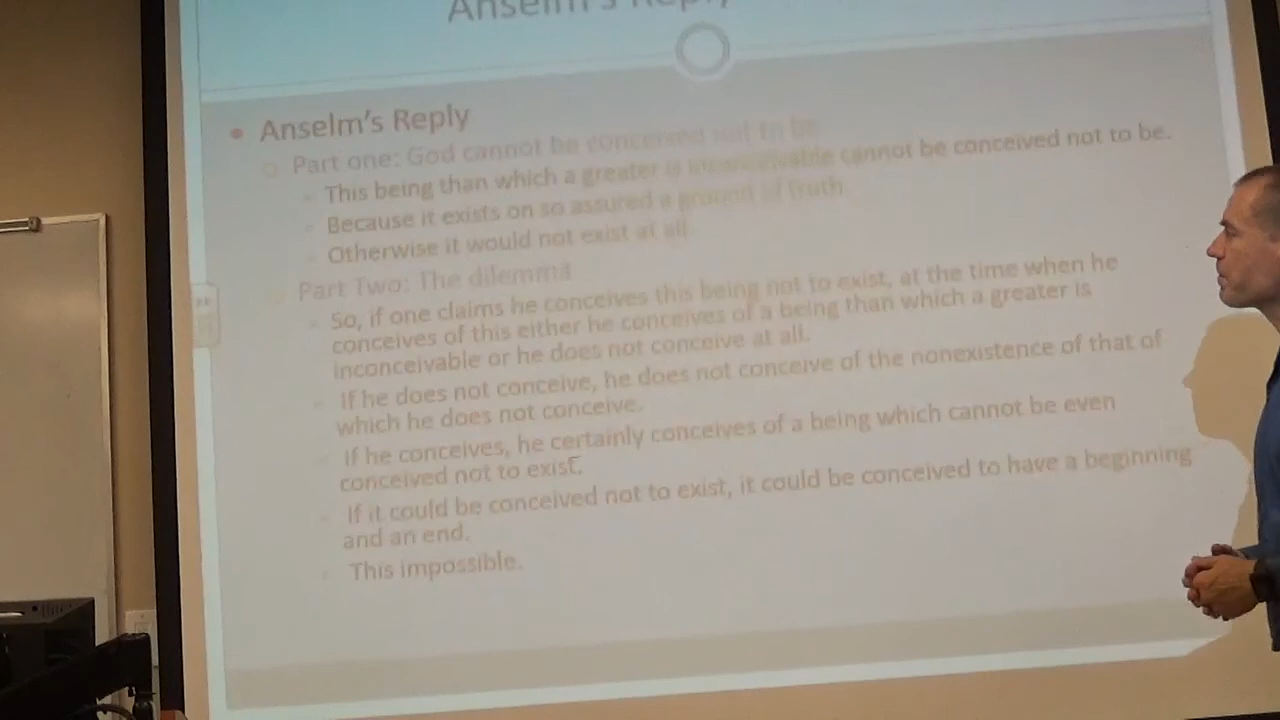 Anselm's Reply
Anselm's Reply
Part one: God cannot be conceived not to be
This being than which a greater is inconceivable cannot be conceived not to be.
Because it exists on so assured a ground of truth.
Otherwise it would not exist at all.
Part Two: The dilemma
So, if one claims he conceives this being not to exist, at the time when he
conceives of this either he conceives of a being than which a greater is
inconceivable or he does not conceive at all.
If he does not conceive, he does not conceive of the nonexistence of that of
which he does not conceive.
If he conceives, he certainly conceives of a being which cannot be even
conceived not to exist.
If it could be conceived not to exist, it could be conceived to have a beginning
and an end.
This impossible.